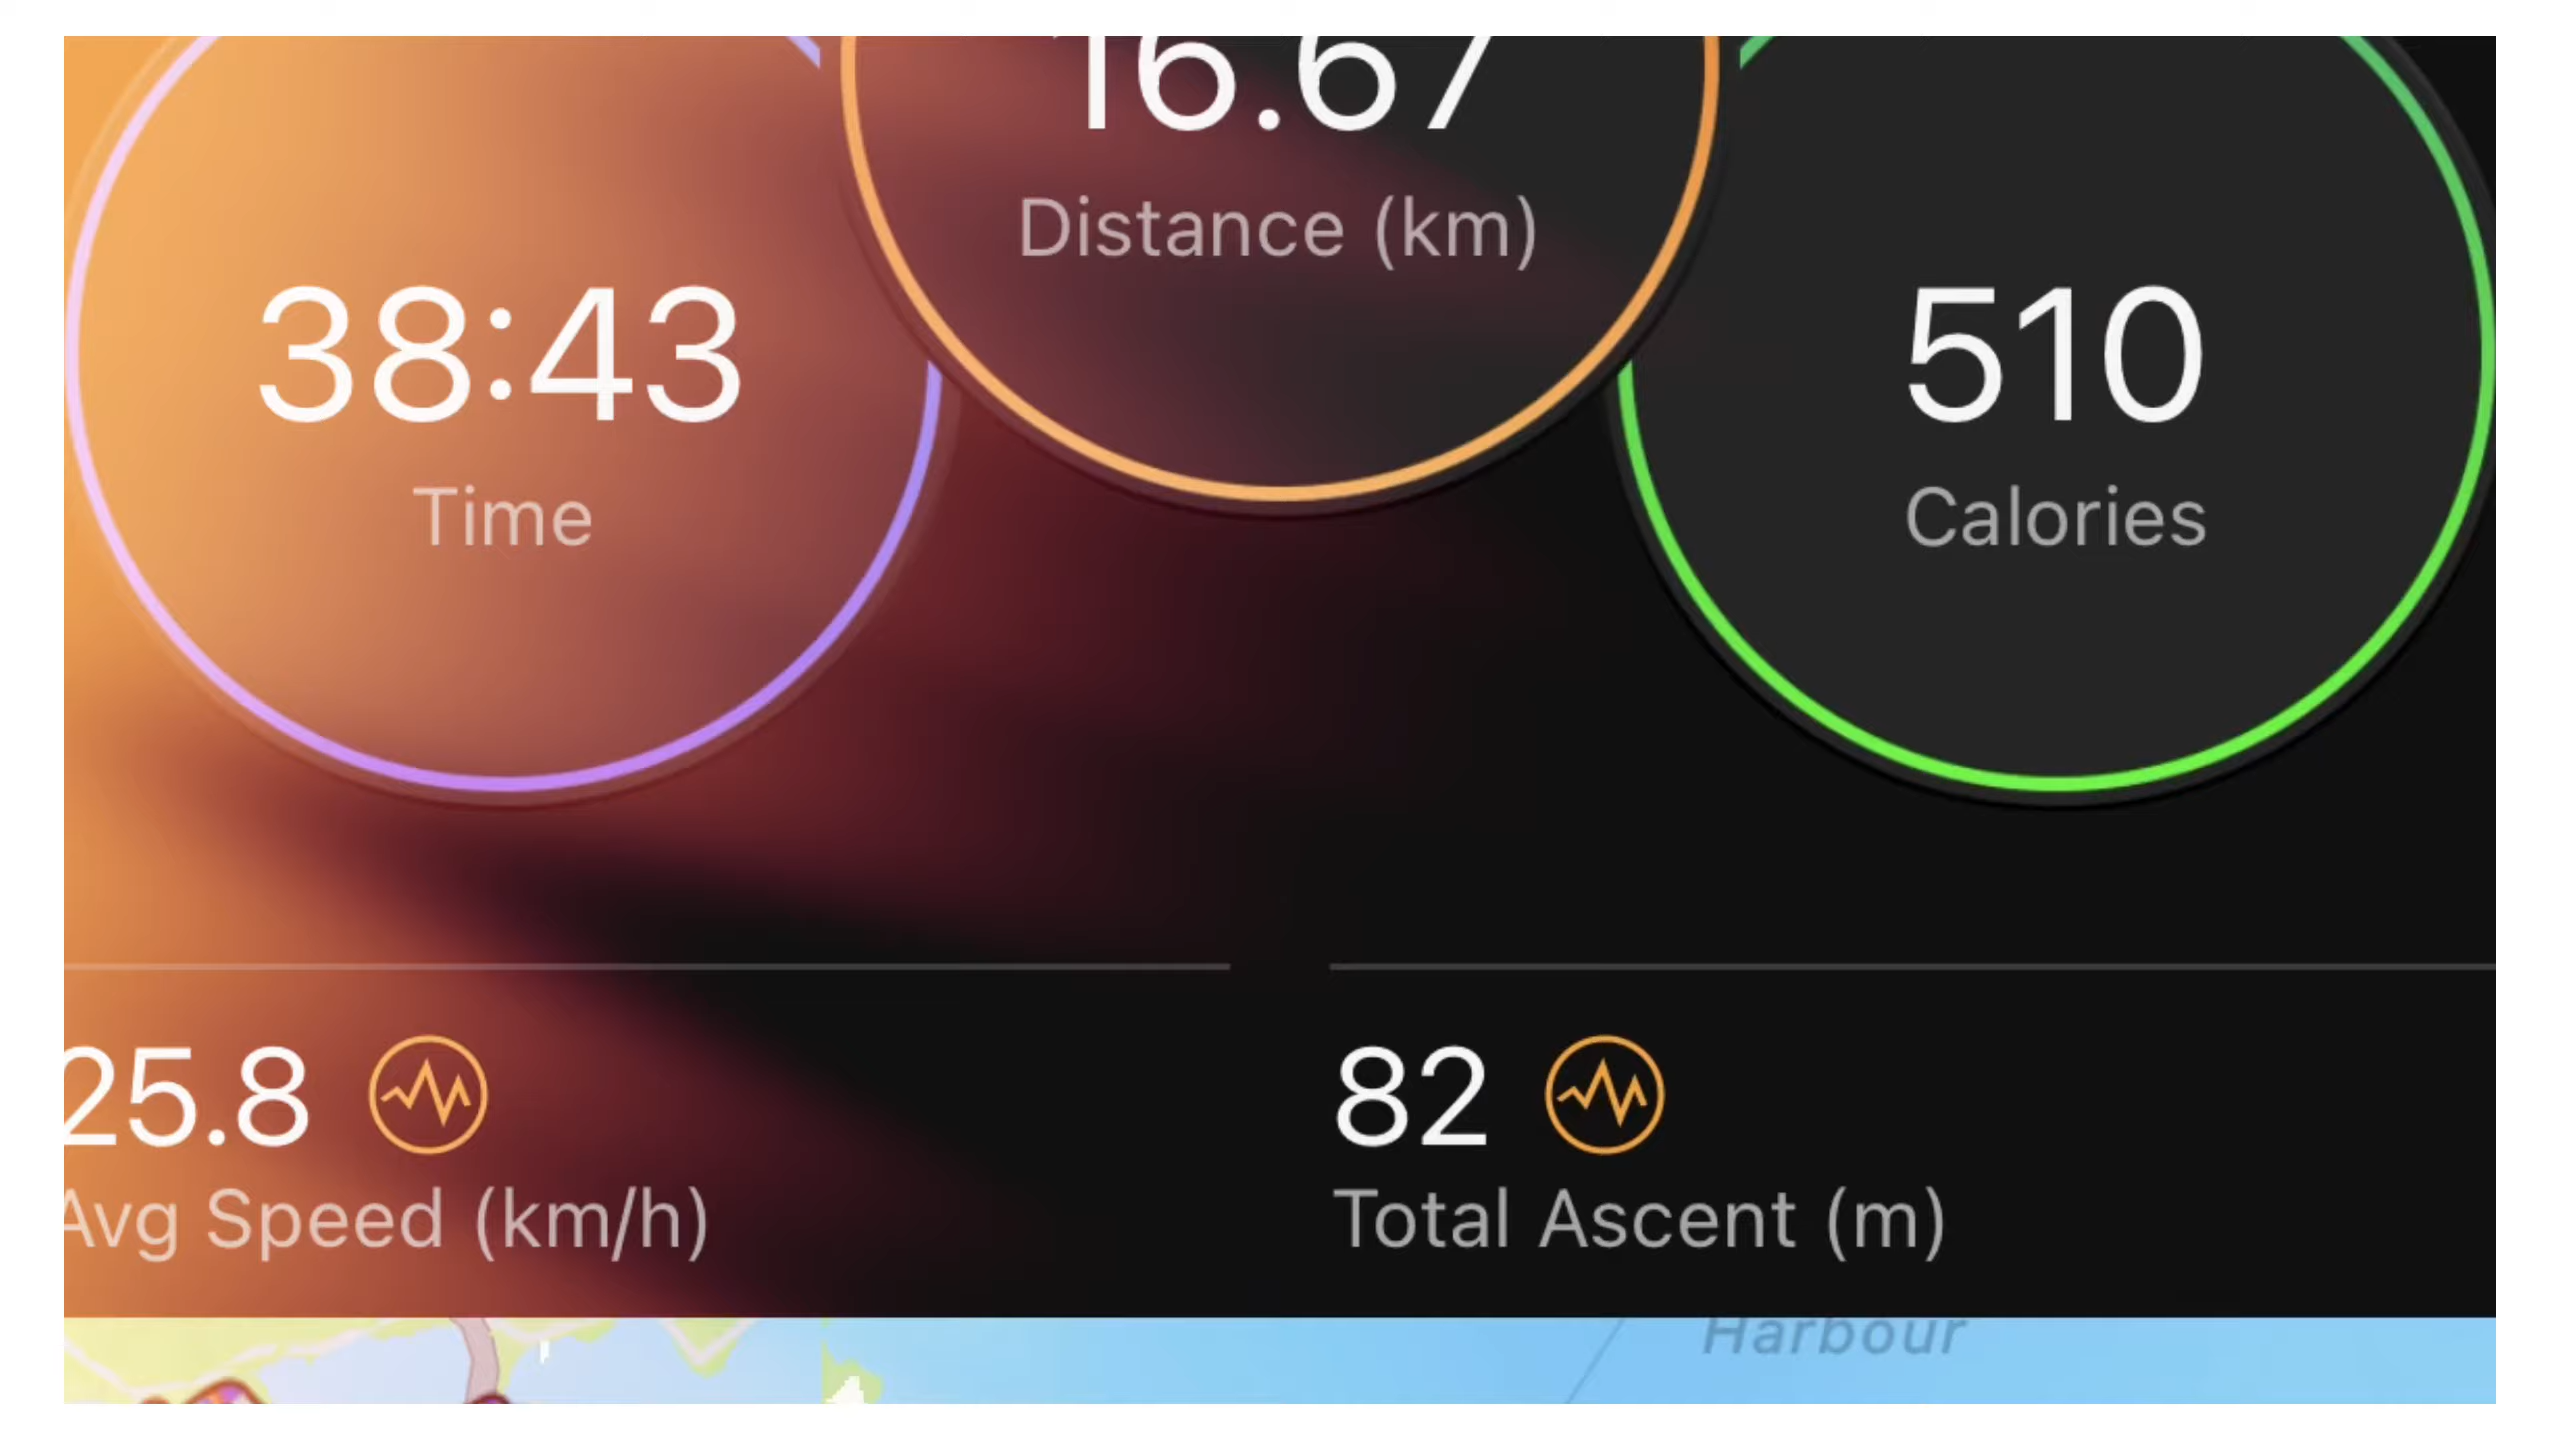 16.67
Distance (km)
38:43
Time
510
Calories
25.8
Avg Speed (km/h)
82
Total Ascent (m)
Harbour